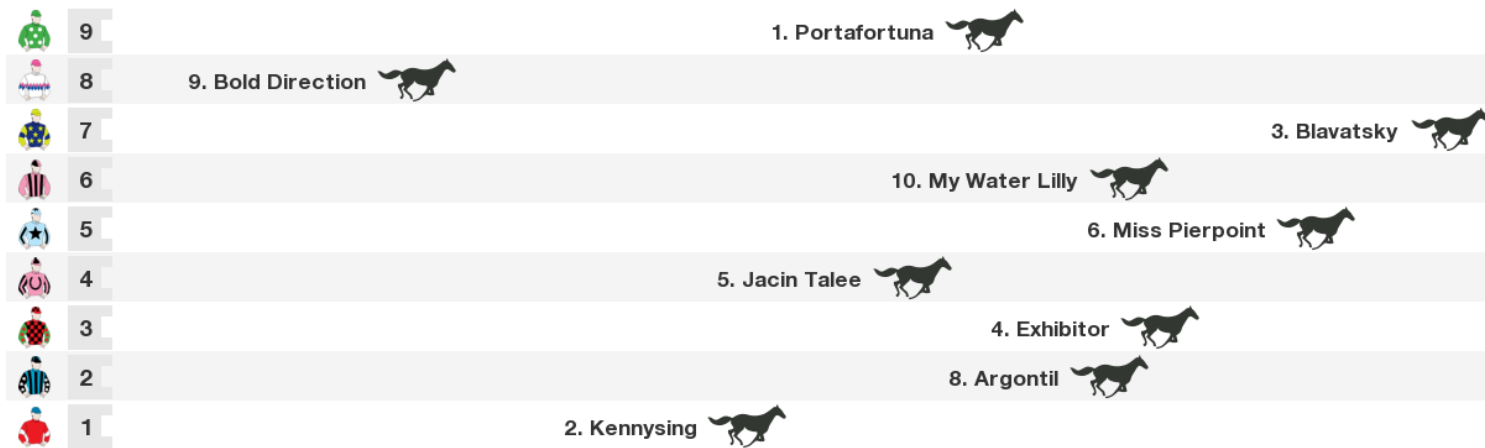 9 1. Portafortuna
8 9. Bold Direction
7 3. Blavatsky
6 10. My Water Lilly
5 6. Miss Pierpoint
4 5. Jacin Talee
3 4. Exhibitor
2 8. Argontil
1 2. Kennysing